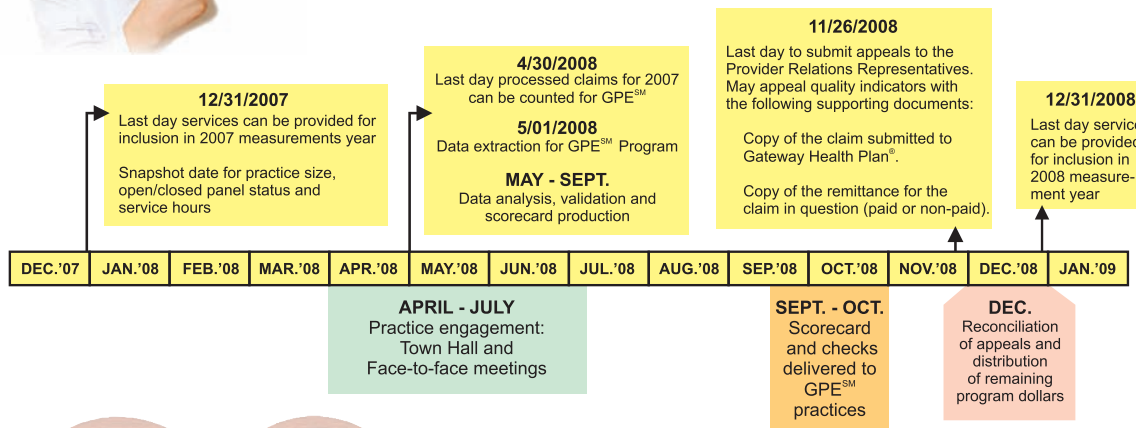 12/31/2007
Last day services can be provided for
inclusion in 2007 measurements year
Snapshot date for practice size,
open/closed panel status and
service hours
4/30/2008
Last day processed claims for 2007
can be counted for GPE℠
5/01/2008
Data extraction for GPE℠ Program
MAY - SEPT.
Data analysis, validation and
scorecard production
11/26/2008
Last day to submit appeals to the
Provider Relations Representatives.
May appeal quality indicators with
the following supporting documents:
Copy of the claim submitted to
Gateway Health Plan®.
Copy of the remittance for the
claim in question (paid or non-paid).
12/31/2008
Last day service
can be provided
for inclusion in
2008 measure-
ment year
DEC.'07 JAN.'08 FEB.'08 MAR.'08 APR.'08 MAY.'08 JUN.'08 JUL.'08 AUG.'08 SEP.'08 OCT.'08 NOV.'08 DEC.'08 JAN.'09
APRIL - JULY
Practice engagement:
Town Hall and
Face-to-face meetings
SEPT. - OCT.
Scorecard
and checks
delivered to
GPE℠
practices
DEC.
Reconciliation
of appeals and
distribution
of remaining
program dollars